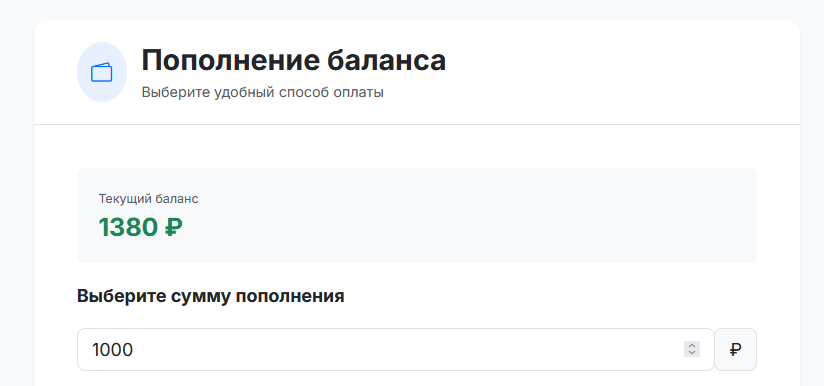 Пополнение баланса
Выберите удобный способ оплаты
Текущий баланс
1380 ₽
Выберите сумму пополнения
1000 ₽